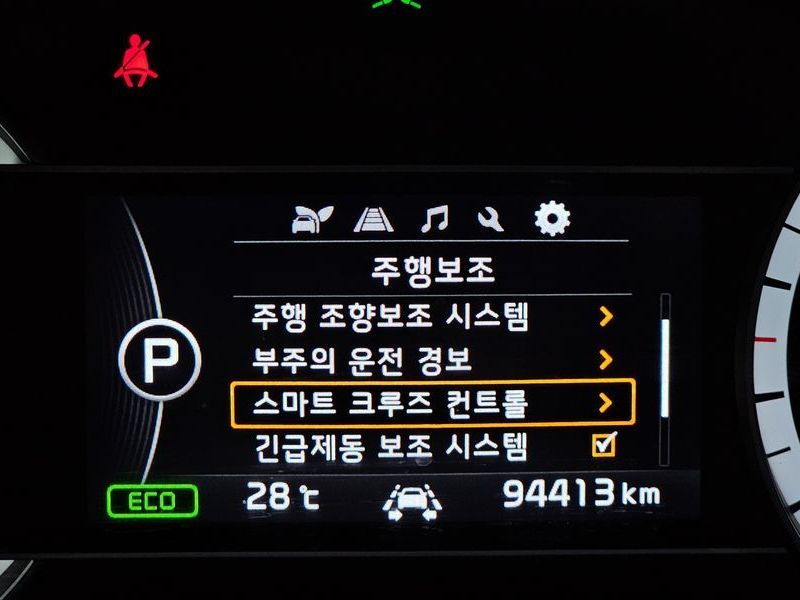 주행보조
주행 조향보조 시스템
부주의 운전 경보
P
스마트 크루즈 컨트롤
긴급제동 보조 시스템
ECO 28℃ 94413km